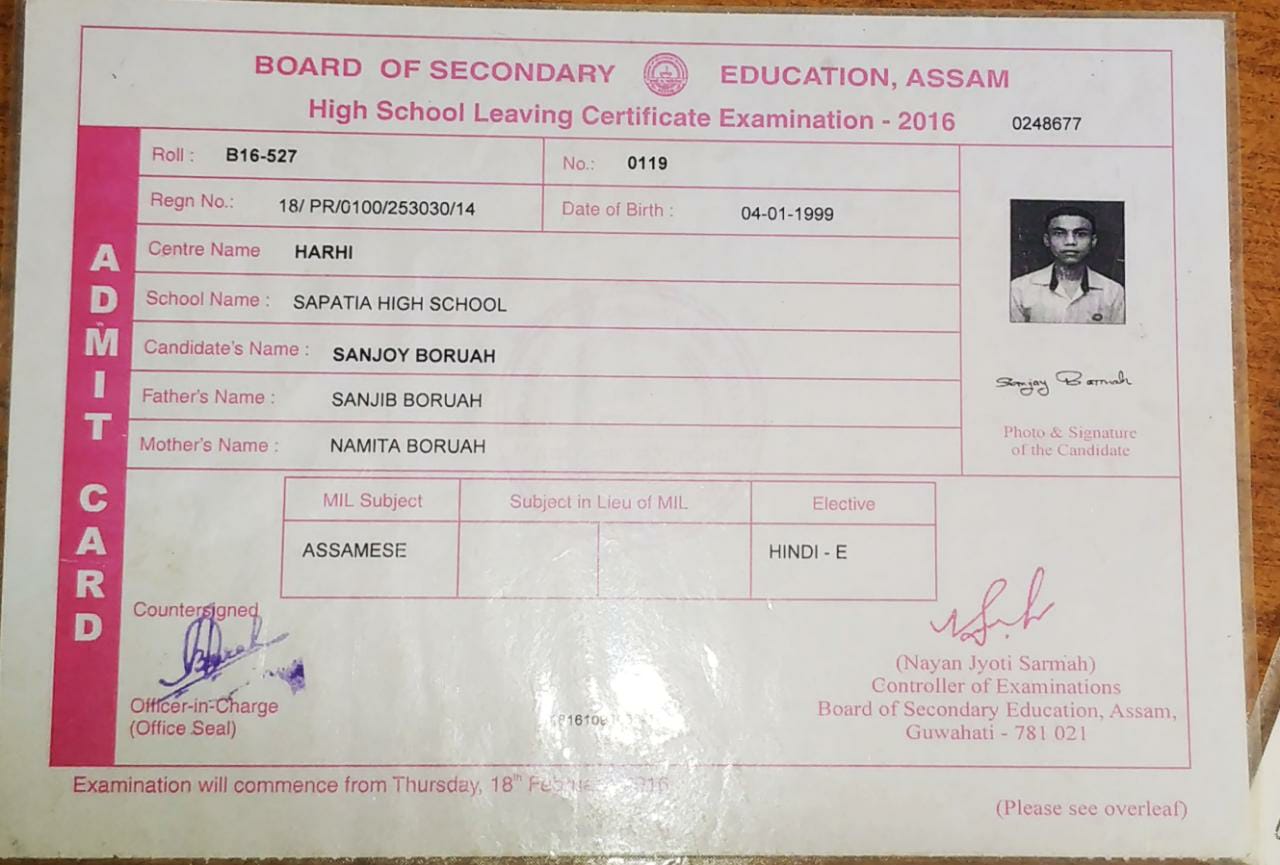 BOARD OF SECONDARY EDUCATION, ASSAM
High School Leaving Certificate Examination - 2016 0248677
Roll : B16-527 No.: 0119
Regn No.: 18/ PR/0100/253030/14 Date of Birth : 04-01-1999
Centre Name HARHI
School Name : SAPATIA HIGH SCHOOL
Candidate's Name : SANJOY BORUAH
Father's Name : SANJIB BORUAH
Mother's Name : NAMITA BORUAH
ADMIT CARD
Sanjay Boruah
Photo & Signature
of the Candidate
MIL Subject Subject in Lieu of MIL Elective
ASSAMESE HINDI - E
Countersigned
Officer-in-Charge
(Office Seal)
(Nayan Jyoti Sarmah)
Controller of Examinations
Board of Secondary Education, Assam,
Guwahati - 781 021
Examination will commence from Thursday, 18th February 2016
(Please see overleaf)